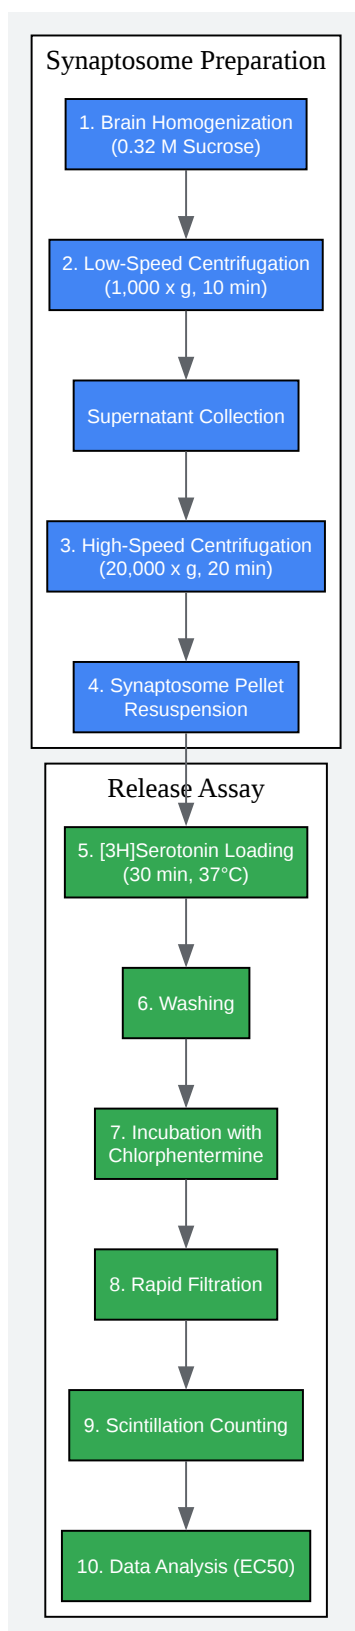 Synaptosome Preparation
1. Brain Homogenization
(0.32 M Sucrose)
2. Low-Speed Centrifugation
(1,000 x g, 10 min)
Supernatant Collection
3. High-Speed Centrifugation
(20,000 x g, 20 min)
4. Synaptosome Pellet
Resuspension
Release Assay
5. [3H]Serotonin Loading
(30 min, 37°C)
6. Washing
7. Incubation with
Chlorphentermine
8. Rapid Filtration
9. Scintillation Counting
10. Data Analysis (EC50)